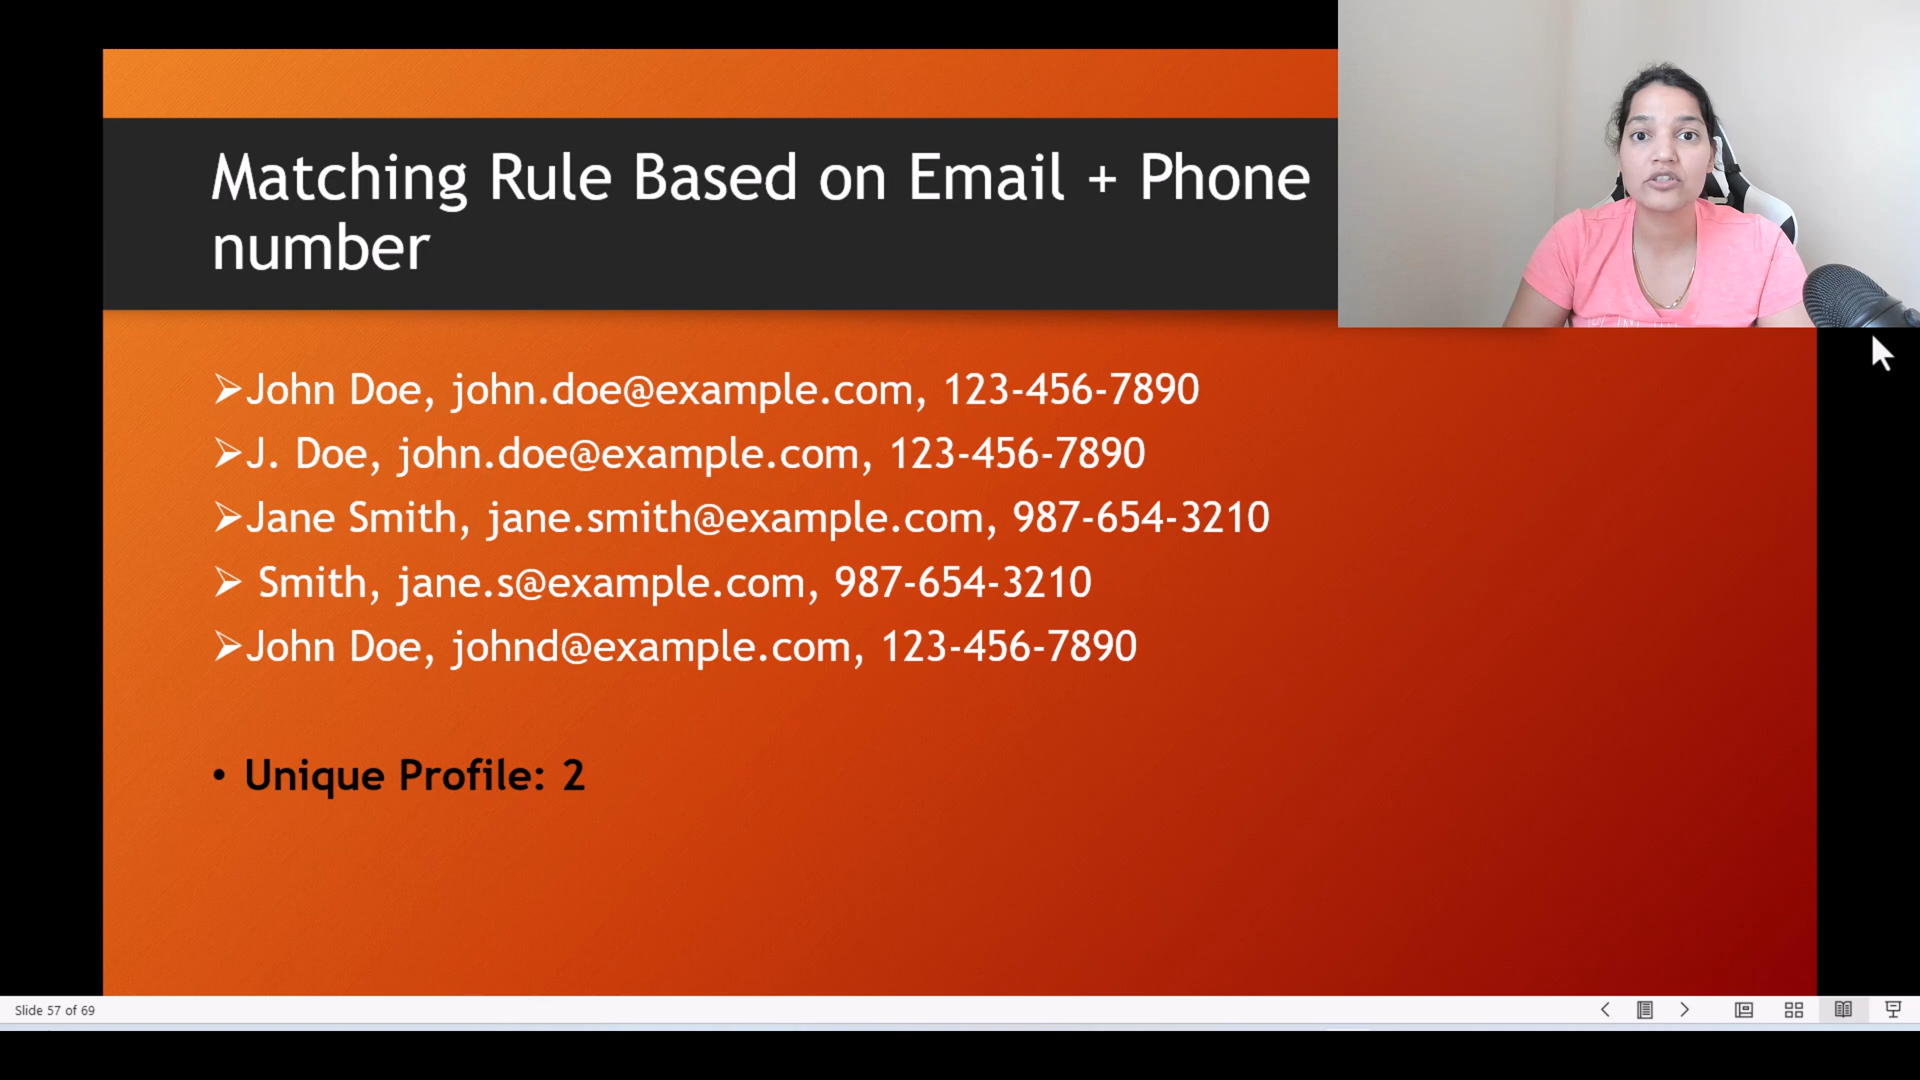 Matching Rule Based on Email + Phone
number
➢John Doe, john.doe@example.com, 123-456-7890
➢J. Doe, john.doe@example.com, 123-456-7890
➢Jane Smith, jane.smith@example.com, 987-654-3210
➢ Smith, jane.s@example.com, 987-654-3210
➢John Doe, johnd@example.com, 123-456-7890
• Unique Profile: 2
Slide 57 of 69